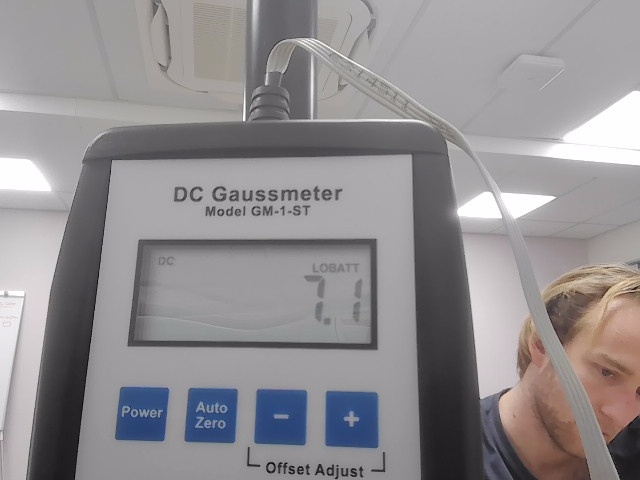 DC Gaussmeter
Model GM-1-ST
DC
LOBATT
7.1
Power
Auto
Zero
-
+
Offset Adjust